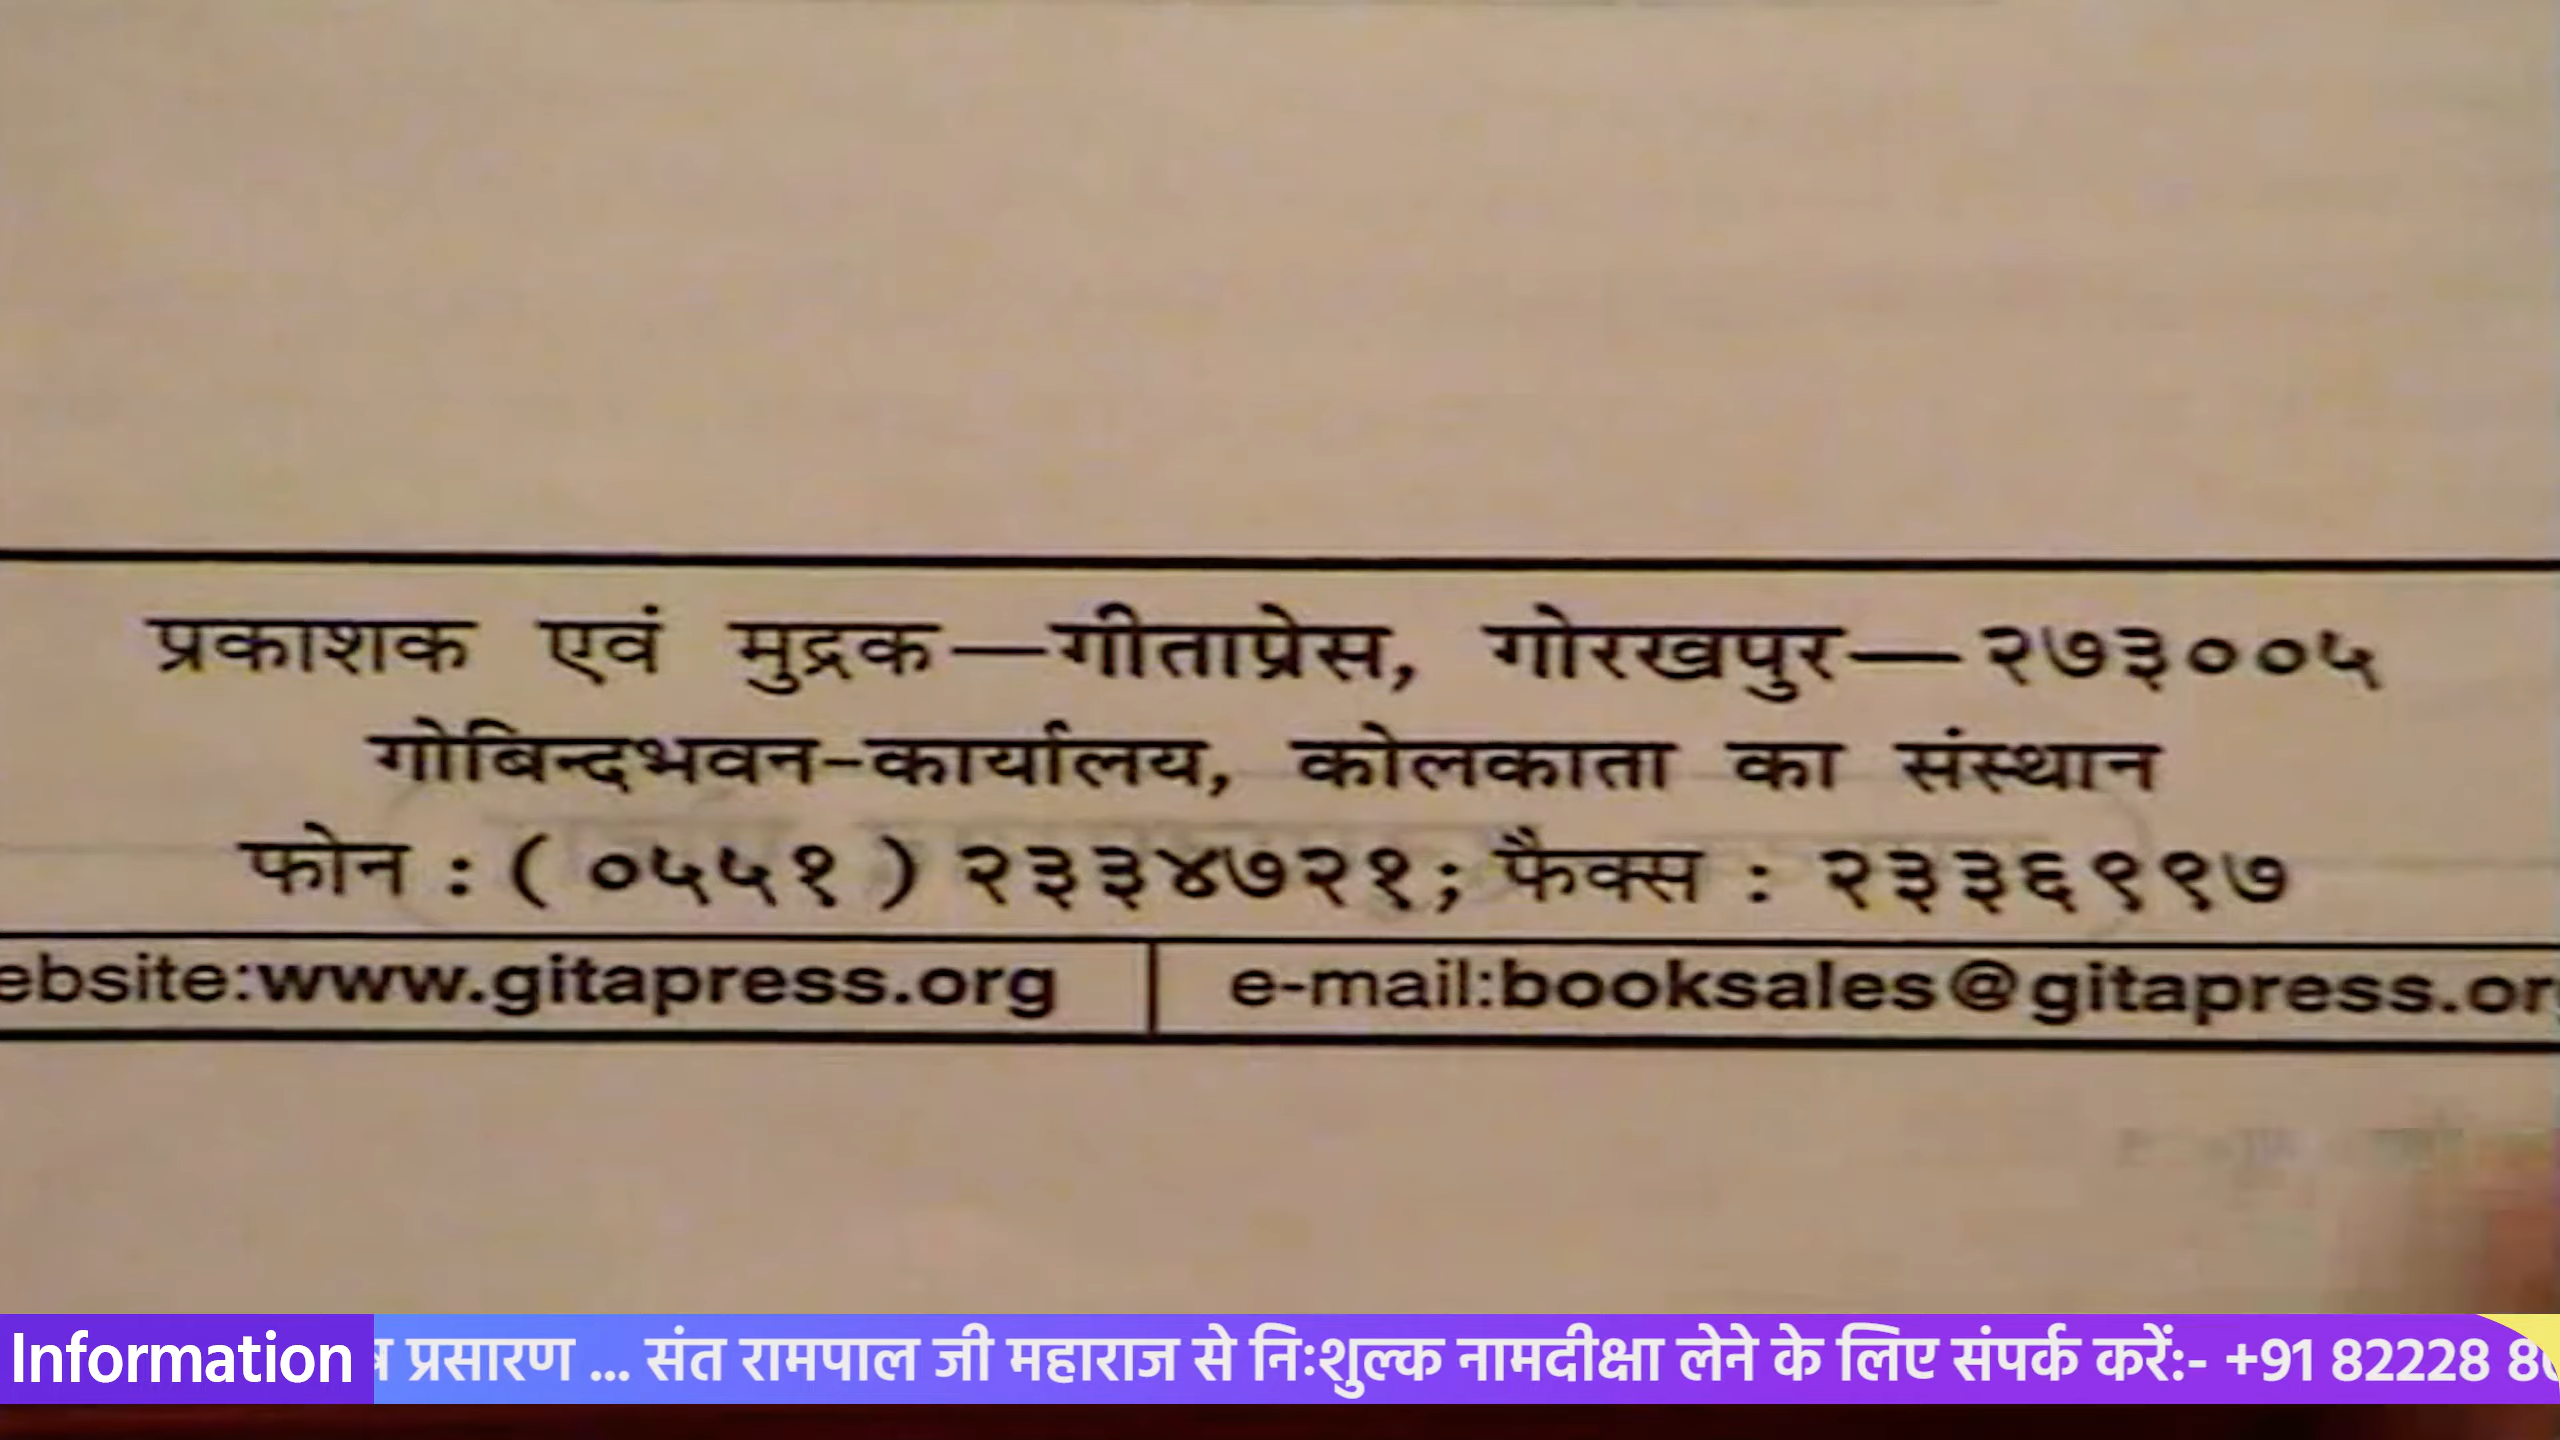 प्रकाशक एवं मुद्रक—गीताप्रेस, गोरखपुर—२७३००५
गोबिन्दभवन-कार्यालय, कोलकाता का संस्थान
फोन : ( ०५५१ ) २३३४७२१; फैक्स : २३३६९९७
ebsite:www.gitapress.org e-mail:booksales@gitapress.or
Information प्रसारण ... संत रामपाल जी महाराज से निःशुल्क नामदीक्षा लेने के लिए संपर्क करें:- +91 82228 8